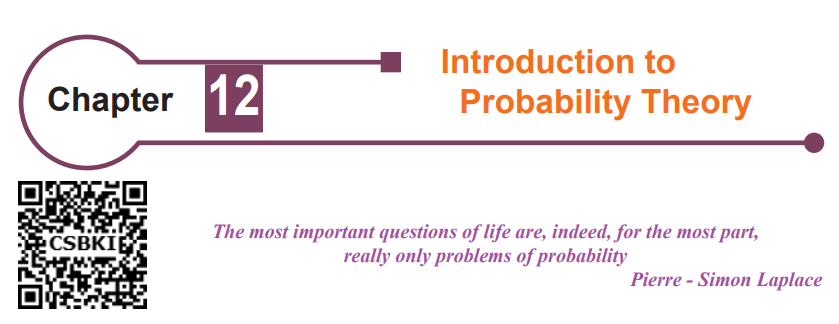 Introduction to
Chapter 12
Probability Theory
CSBKI
The most important questions of life are, indeed, for the most part,
really only problems of probability
Pierre - Simon Laplace